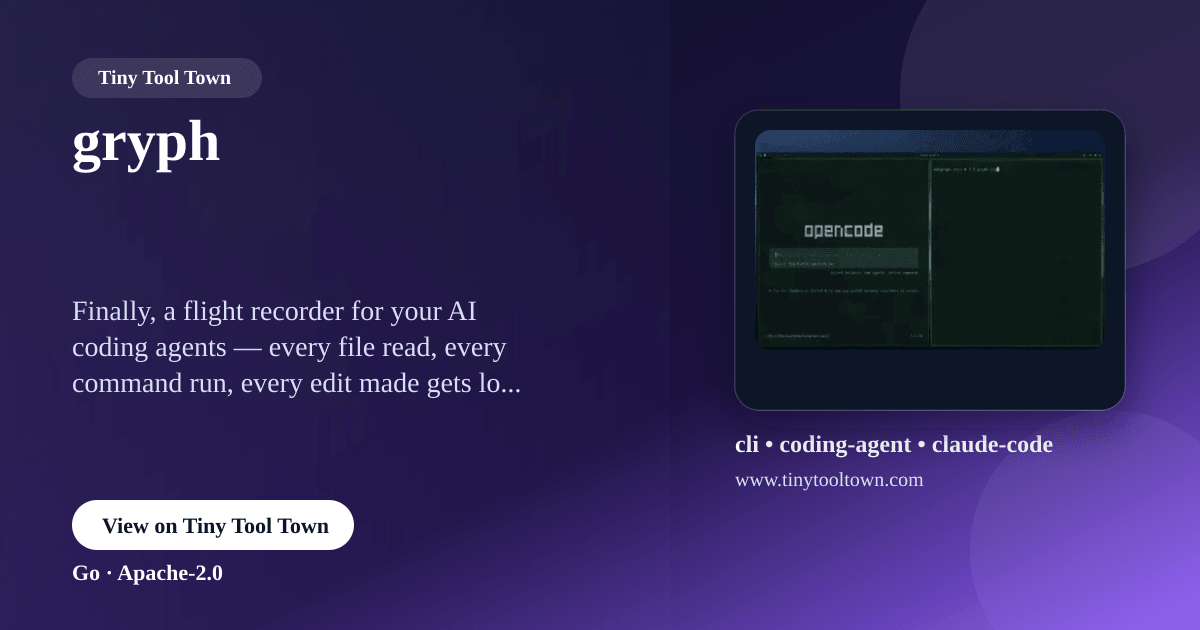 Tiny Tool Town
gryph
Finally, a flight recorder for your AI
coding agents — every file read, every
command run, every edit made gets lo...
View on Tiny Tool Town
Go · Apache-2.0
opencode
cli • coding-agent • claude-code
www.tinytooltown.com